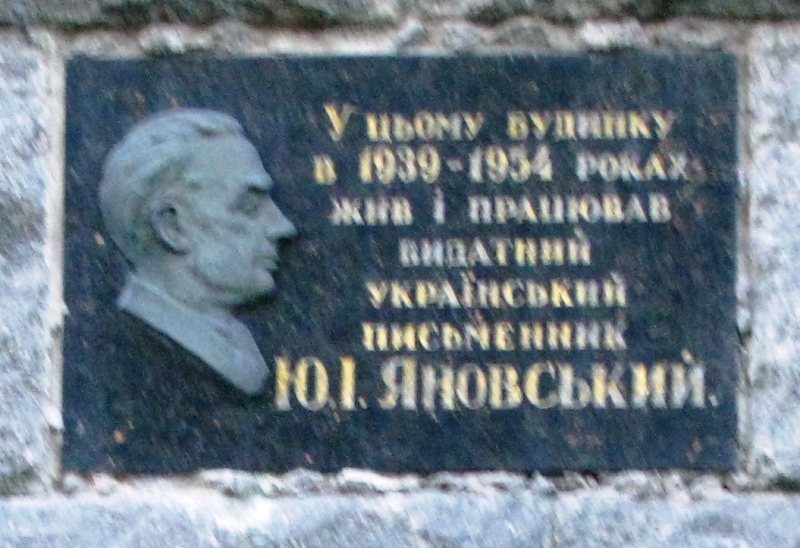 У цьому будинку
в 1939-1954 роках
жив і працював
видатний
український
письменник
Ю.І. Яновський.